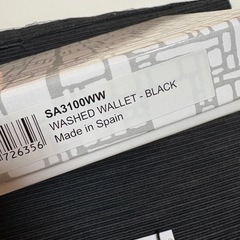 SA3100WW
WASHED WALLET - BLACK
Made in Spain
726356